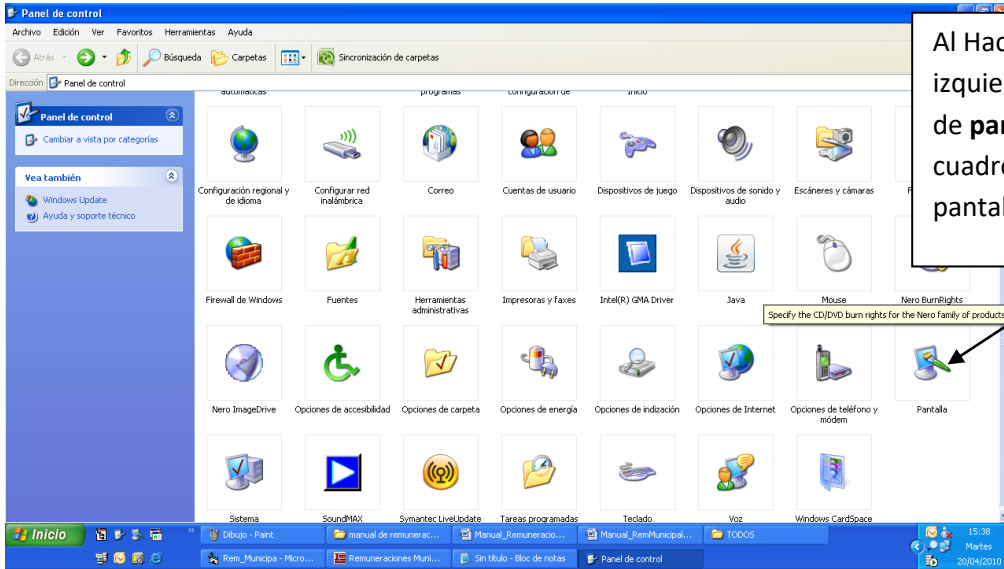 Panel de control
Archivo Edición Ver Favoritos Herramientas Ayuda
Atrás Búsqueda Carpetas Sincronización de carpetas
Dirección Panel de control
Al Hac
izquie
de pan
cuadro
pantal
Panel de control
Cambiar a vista por categorías
Vea también
Windows Update
Ayuda y soporte técnico
automáticas programas configuración de inicio
Configuración regional y de idioma
Configurar red inalámbrica
Correo
Cuentas de usuario
Dispositivos de juego
Dispositivos de sonido y audio
Escáneres y cámaras
Firewall de Windows
Fuentes
Herramientas administrativas
Impresoras y faxes
Intel(R) GMA Driver
Java
Mouse
Nero BurnRights
Specify the CD/DVD burn rights for the Nero family of products
Nero ImageDrive
Opciones de accesibilidad
Opciones de carpeta
Opciones de energía
Opciones de indización
Opciones de Internet
Opciones de teléfono y módem
Pantalla
Sistema
SoundMAX
Symantec LiveUpdate
Tareas programadas
Teclado
Voz
Windows CardSpace
Inicio
Dibujo - Paint
manual de remunerac...
Manual_Remuneracio...
Manual_RemMunicipal...
TODOS
Rem_Municipa - Micro...
Remuneraciones Muni...
Sin título - Bloc de notas
Panel de control
15:38
Martes
20/04/2010